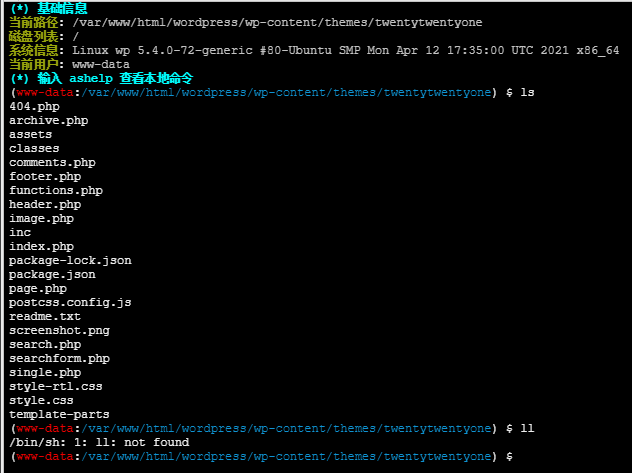 (*) 基础信息
当前路径: /var/www/html/wordpress/wp-content/themes/twentytwentyone
磁盘列表: /
系统信息: Linux wp 5.4.0-72-generic #80-Ubuntu SMP Mon Apr 12 17:35:00 UTC 2021 x86_64
当前用户: www-data
(*) 输入 ashelp 查看本地命令
(www-data:/var/www/html/wordpress/wp-content/themes/twentytwentyone) $ ls
404.php
archive.php
assets
classes
comments.php
footer.php
functions.php
header.php
image.php
inc
index.php
package-lock.json
package.json
page.php
postcss.config.js
readme.txt
screenshot.png
search.php
searchform.php
single.php
style-rtl.css
style.css
template-parts
(www-data:/var/www/html/wordpress/wp-content/themes/twentytwentyone) $ ll
/bin/sh: 1: ll: not found
(www-data:/var/www/html/wordpress/wp-content/themes/twentytwentyone) $